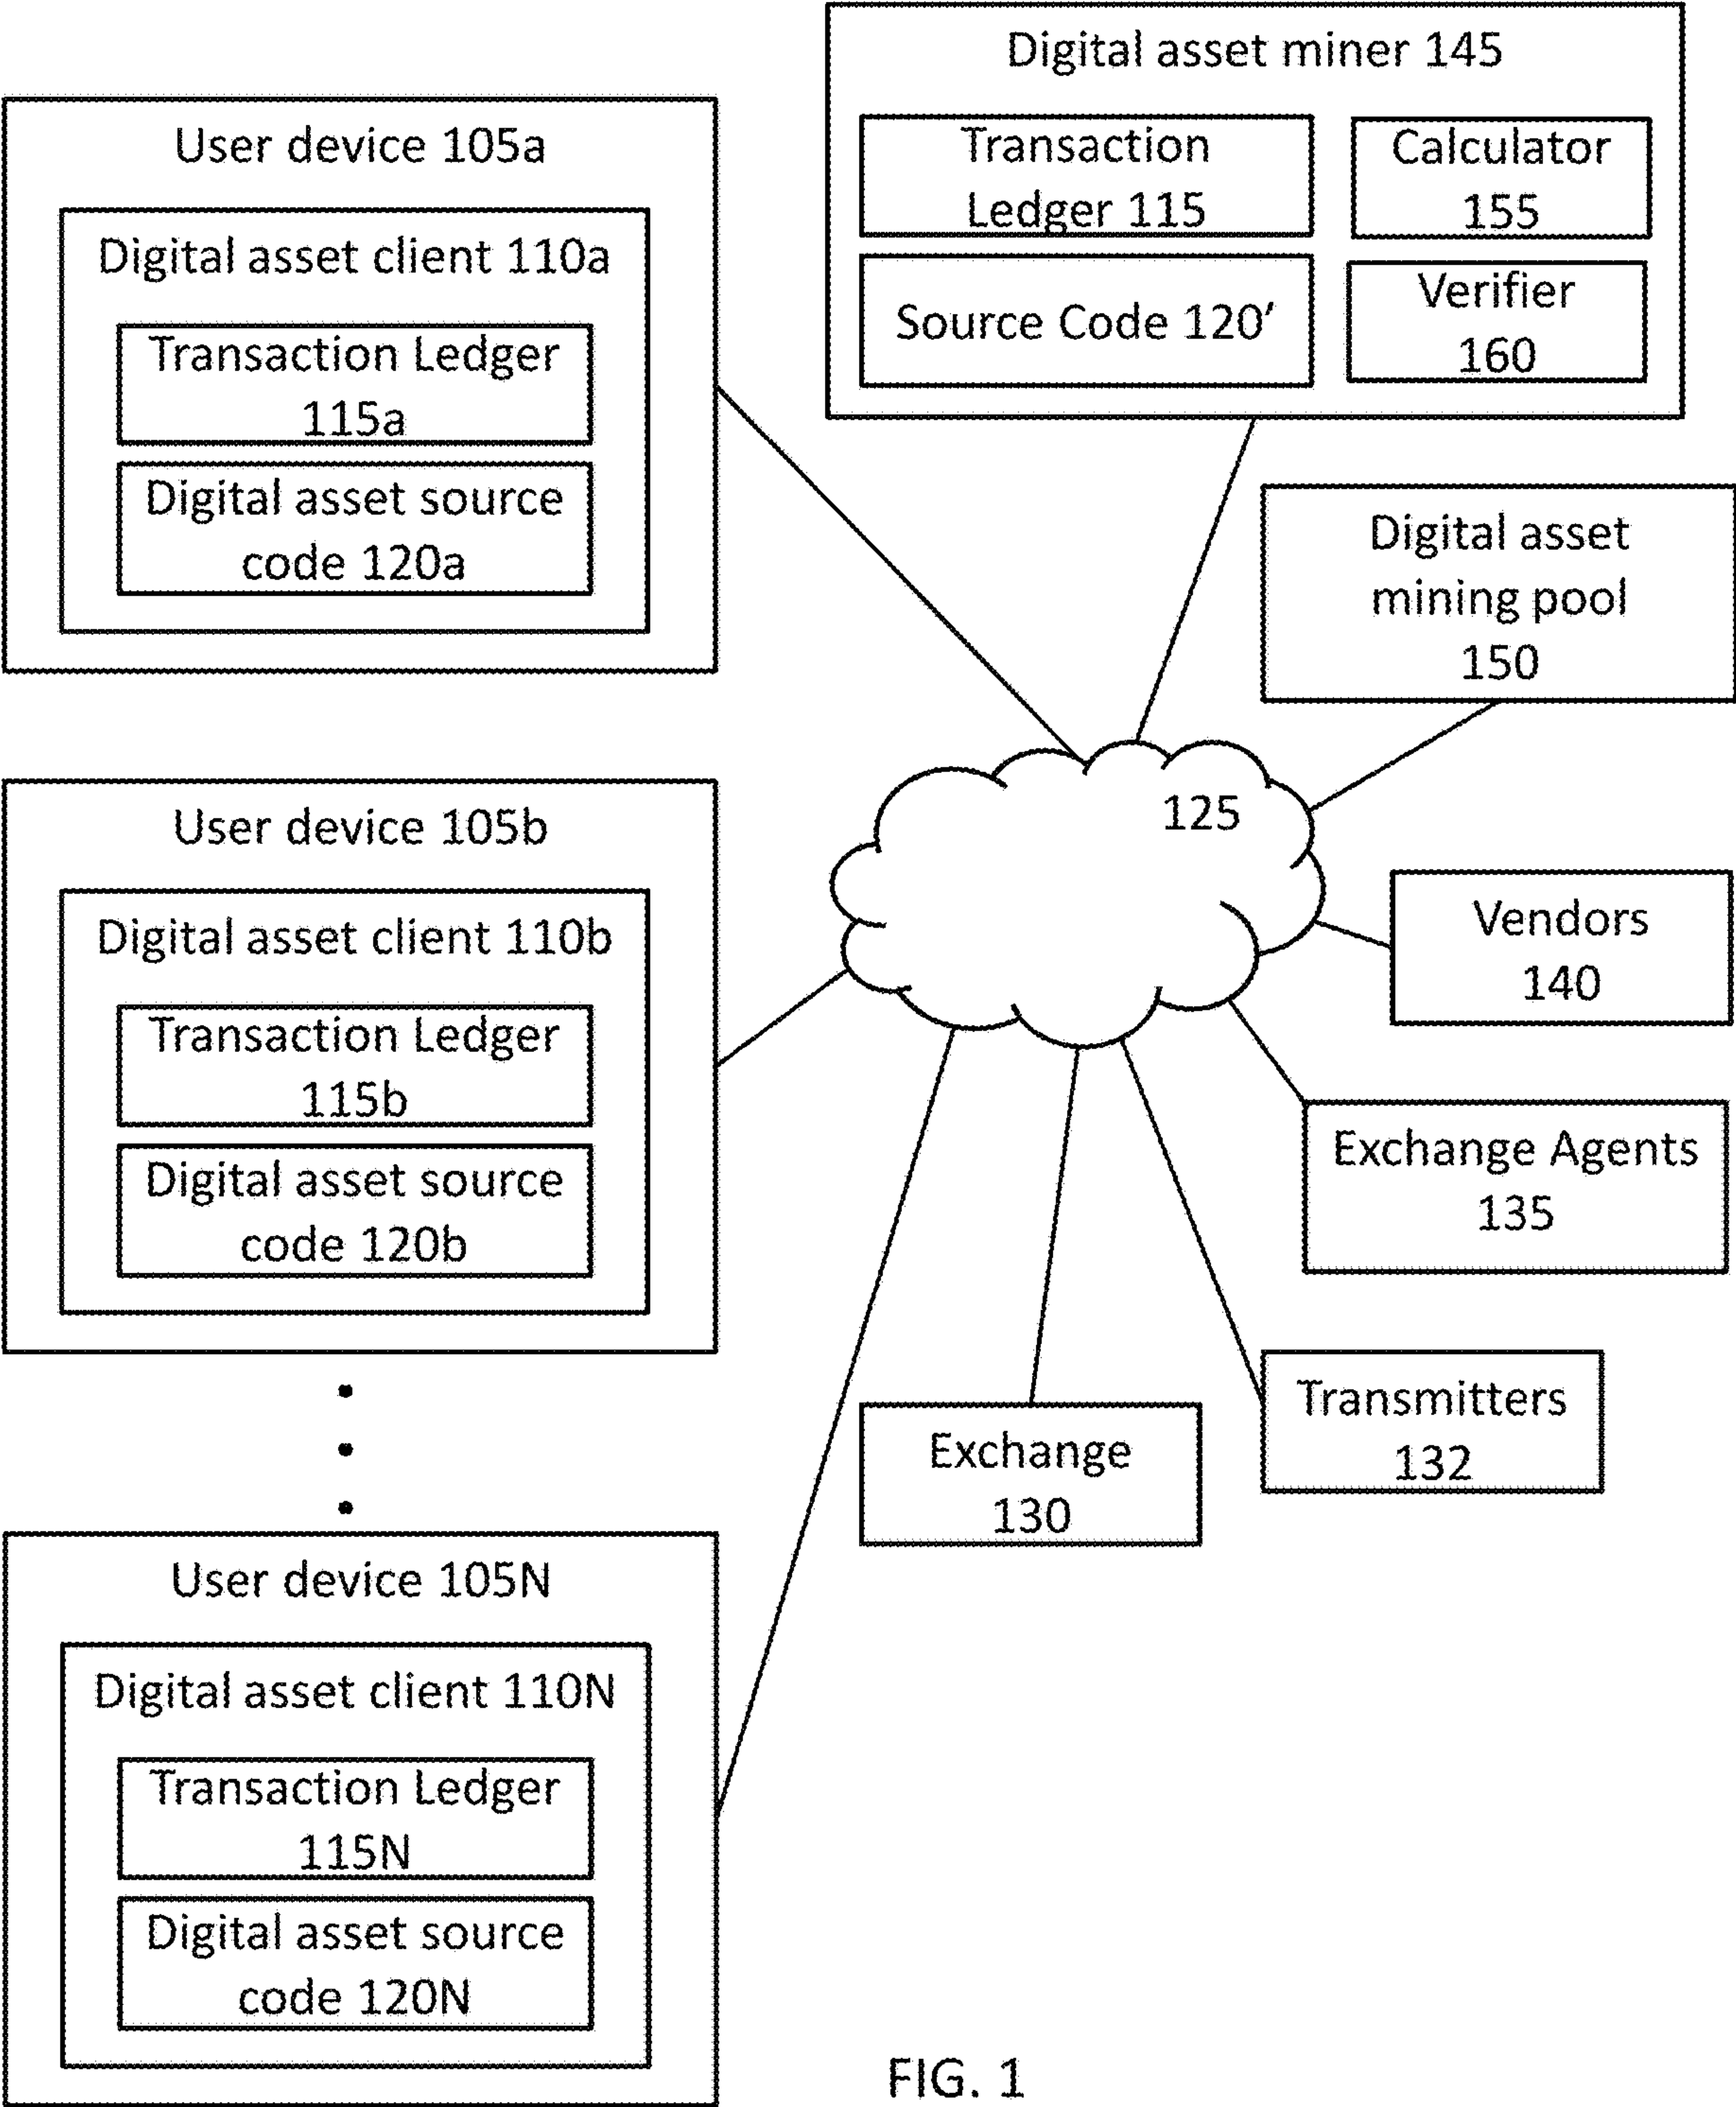 User device 105a
Digital asset client 110a
Transaction Ledger
115a
Digital asset source
code 120a
User device 105b
Digital asset client 110b
Transaction Ledger
115b
Digital asset source
code 120b
User device 105N
Digital asset client 110N
Transaction Ledger
115N
Digital asset source
code 120N
Digital asset miner 145
Transaction
Ledger 115
Calculator
155
Source Code 120’
Verifier
160
Digital asset
mining pool
150
125
Vendors
140
Exchange Agents
135
Transmitters
132
Exchange
130
FIG. 1